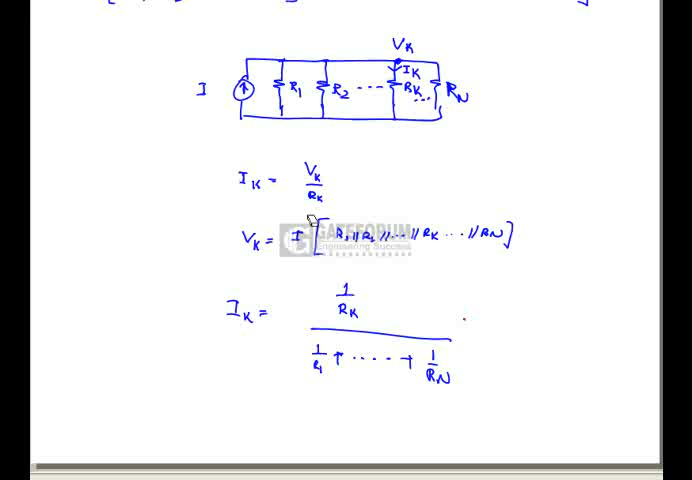 V_K
I_K
I R_1 R_2 ... R_K ... R_N
I_K = V_K / R_K
GATEFORUM
Engineering Success
V_K = I [ R_1 // R_2 // ... // R_K ... // R_N ]
I_K = (1/R_K) / (1/R_1 + ..... + 1/R_N)